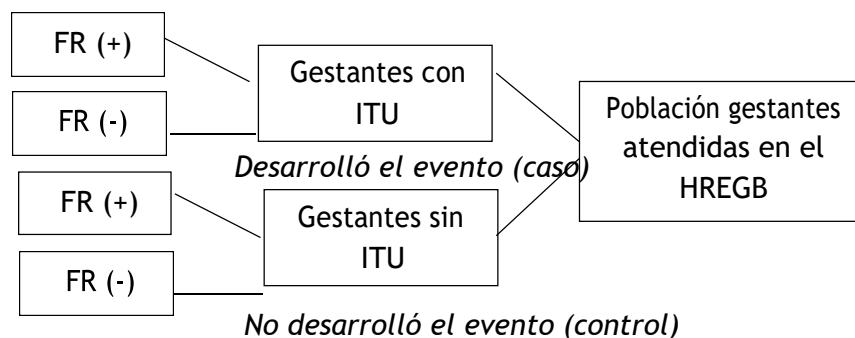 FR (+)
FR (-)
FR (+)
FR (-)
Gestantes con
ITU
Desarrolló el evento (caso)
Gestantes sin
ITU
No desarrolló el evento (control)
Población gestantes
atendidas en el
HREGB